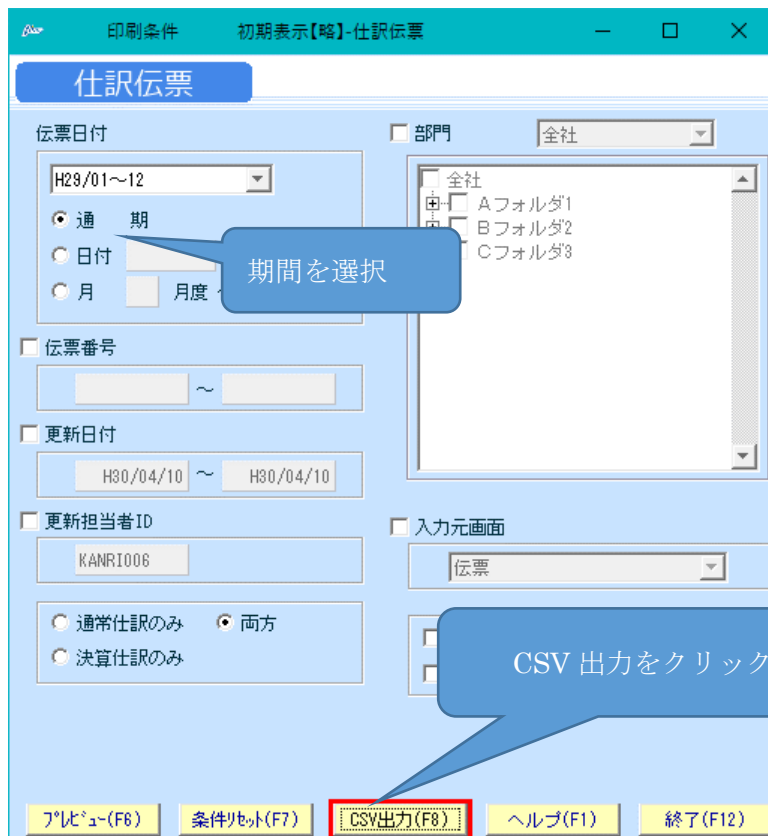 印刷条件 初期表示【略】-仕訳伝票
仕訳伝票
伝票日付
H29/01～12
通 期
日付
月 月度 ～
期間を選択
伝票番号
～
更新日付
H30/04/10 ～ H30/04/10
更新担当者ID
KANRI006
通常仕訳のみ 両方
決算仕訳のみ
部門 全社
全社
Aフォルダ1
Bフォルダ2
Cフォルダ3
入力元画面
伝票
CSV 出力をクリック
ﾌﾟﾚﾋﾞｭｰ(F6) 条件ﾘｾｯﾄ(F7) CSV出力(F8) ヘルプ(F1) 終了(F12)